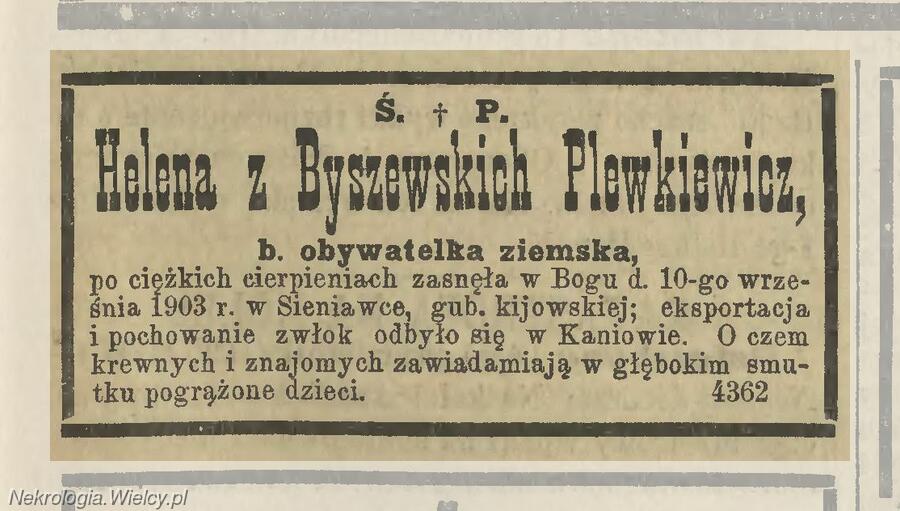 Ś. † P.
Helena z Byszewskich Plewkiewicz,
b. obywatelka ziemska,
po ciężkich cierpieniach zasnęła w Bogu d. 10-go wrze-
śnia 1903 r. w Sieniawce, gub. kijowskiej; eksportacja
i pochowanie zwłok odbyło się w Kaniowie. O czem
krewnych i znajomych zawiadamiają w głębokim smu-
tku pogrążone dzieci. 4362
Nekrologia.Wielcy.pl